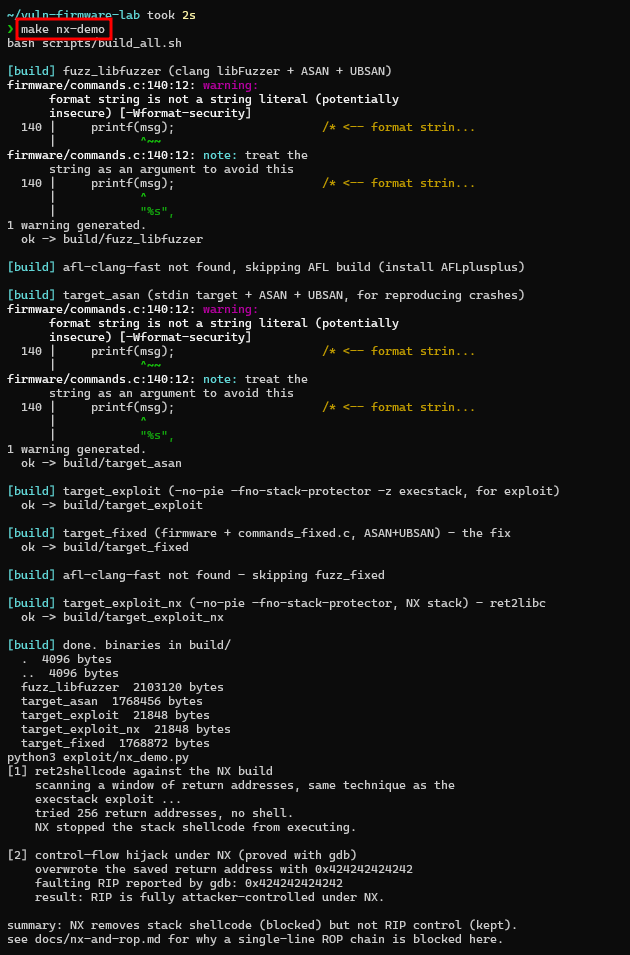 ~/vuln-firmware-lab took 2s
❯ make nx-demo
bash scripts/build_all.sh

[build] fuzz_libfuzzer (clang libFuzzer + ASAN + UBSAN)
firmware/commands.c:140:12: warning:
      format string is not a string literal (potentially
      insecure) [-Wformat-security]
  140 |     printf(msg);                     /* <-- format strin...
      |            ^~~
firmware/commands.c:140:12: note: treat the
      string as an argument to avoid this
  140 |     printf(msg);                     /* <-- format strin...
      |            ^
      |            "%s",
1 warning generated.
  ok -> build/fuzz_libfuzzer

[build] afl-clang-fast not found, skipping AFL build (install AFLplusplus)

[build] target_asan (stdin target + ASAN + UBSAN, for reproducing crashes)
firmware/commands.c:140:12: warning:
      format string is not a string literal (potentially
      insecure) [-Wformat-security]
  140 |     printf(msg);                     /* <-- format strin...
      |            ^~~
firmware/commands.c:140:12: note: treat the
      string as an argument to avoid this
  140 |     printf(msg);                     /* <-- format strin...
      |            ^
      |            "%s",
1 warning generated.
  ok -> build/target_asan

[build] target_exploit (-no-pie -fno-stack-protector -z execstack, for exploit)
  ok -> build/target_exploit

[build] target_fixed (firmware + commands_fixed.c, ASAN+UBSAN) - the fix
  ok -> build/target_fixed

[build] afl-clang-fast not found - skipping fuzz_fixed

[build] target_exploit_nx (-no-pie -fno-stack-protector, NX stack) - ret2libc
  ok -> build/target_exploit_nx

[build] done. binaries in build/
  .  4096 bytes
  ..  4096 bytes
  fuzz_libfuzzer  2103120 bytes
  target_asan  1768456 bytes
  target_exploit  21848 bytes
  target_exploit_nx  21848 bytes
  target_fixed  1768872 bytes
python3 exploit/nx_demo.py
[1] ret2shellcode against the NX build
    scanning a window of return addresses, same technique as the
    execstack exploit ...
    tried 256 return addresses, no shell.
    NX stopped the stack shellcode from executing.

[2] control-flow hijack under NX (proved with gdb)
    overwrote the saved return address with 0x424242424242
    faulting RIP reported by gdb: 0x424242424242
    result: RIP is fully attacker-controlled under NX.

summary: NX removes stack shellcode (blocked) but not RIP control (kept).
see docs/nx-and-rop.md for why a single-line ROP chain is blocked here.